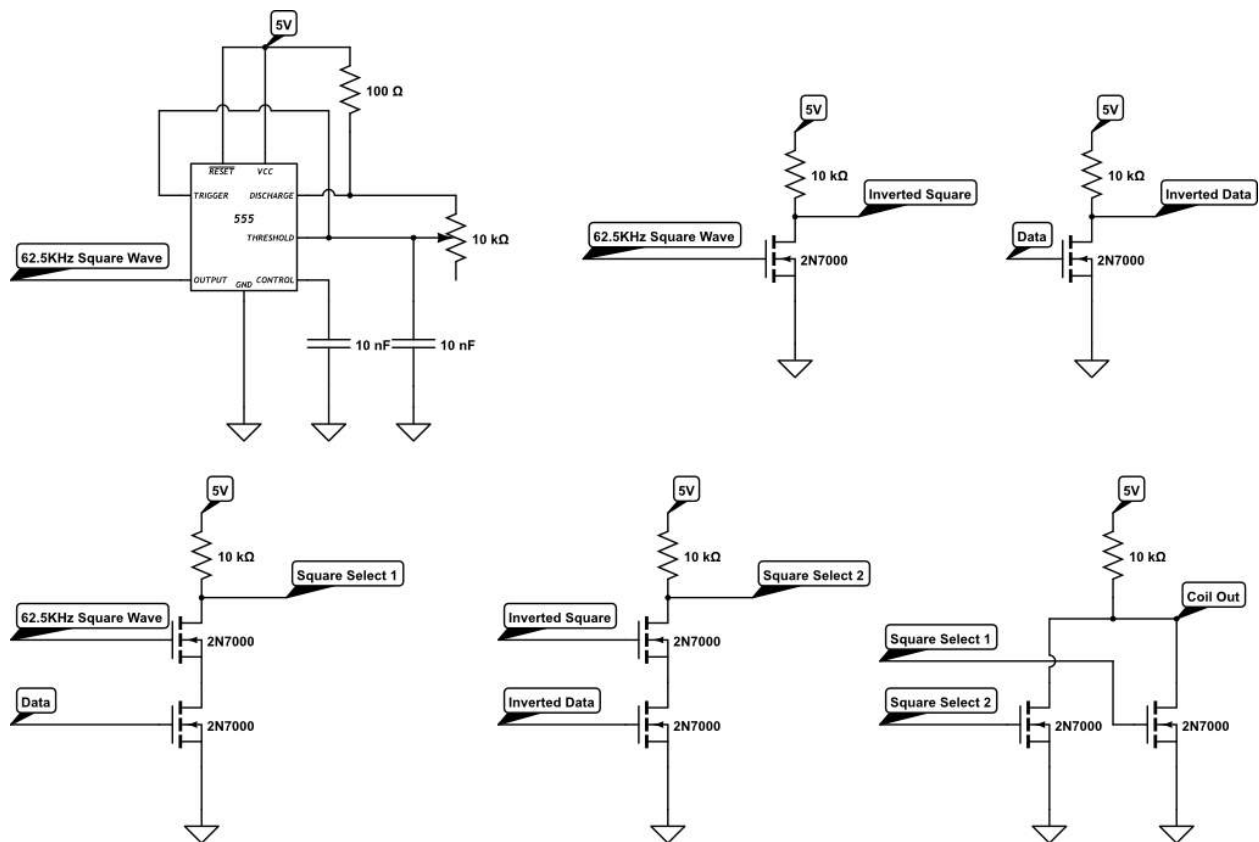 5V
100 Ω
RESET
VCC
TRIGGER
DISCHARGE
555
THRESHOLD
10 kΩ
62.5KHz Square Wave
OUTPUT
GND
CONTROL
10 nF
10 nF
5V
10 kΩ
Inverted Square
62.5KHz Square Wave
2N7000
5V
10 kΩ
Inverted Data
Data
2N7000
5V
10 kΩ
Square Select 1
62.5KHz Square Wave
2N7000
Data
2N7000
5V
10 kΩ
Square Select 2
Inverted Square
2N7000
Inverted Data
2N7000
5V
10 kΩ
Coil Out
Square Select 1
Square Select 2
2N7000
2N7000